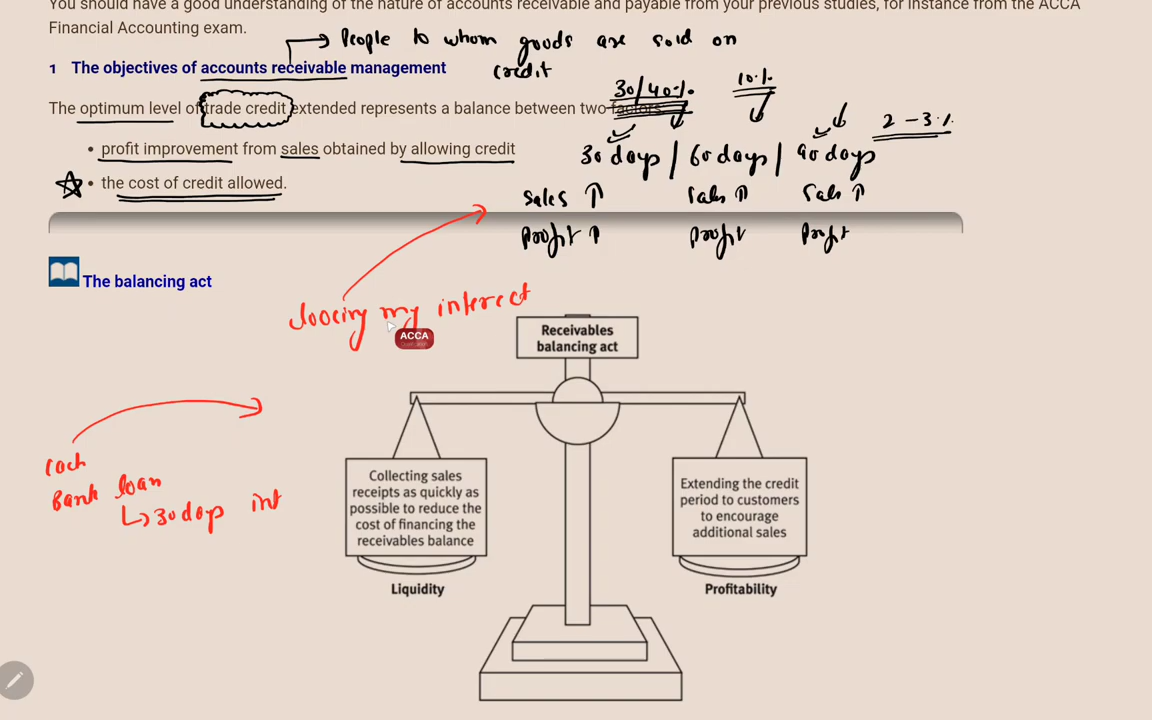 You should have a good understanding of the nature of accounts receivable and payable from your previous studies, for instance from the ACCA
Financial Accounting exam.
People to whom goods are sold on
credit
1 The objectives of accounts receivable management
30/40% 10%
The optimum level of trade credit extended represents a balance between two factors
2-3%
• profit improvement from sales obtained by allowing credit
30 days / 60 days / 90 days
• the cost of credit allowed.
Sales ↑ Sales ↑ Sales ↑
Profit ↑ Profit Profit
The balancing act
loosing my interest
ACCA
Receivables
balancing act
Cash
Bank loan
↳ 30 days int
Collecting sales
receipts as quickly as
possible to reduce the
cost of financing the
receivables balance
Extending the credit
period to customers
to encourage
additional sales
Liquidity
Profitability